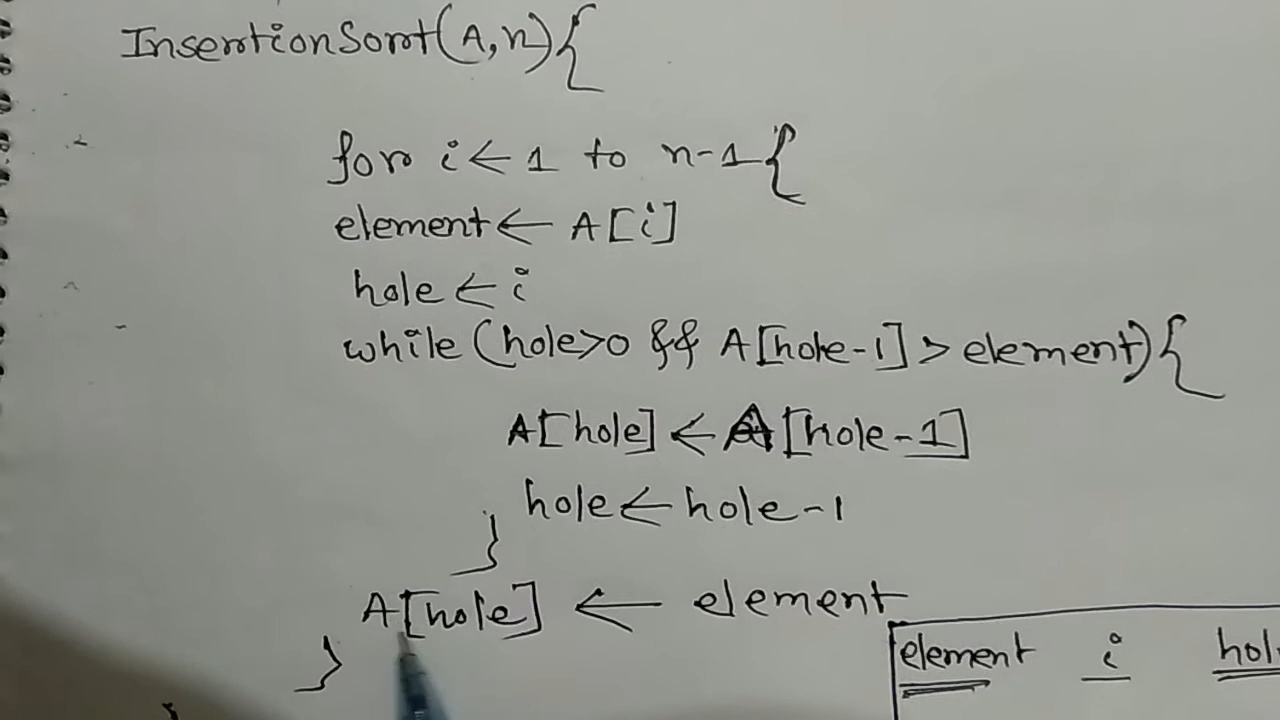 InsertionSort(A,n){
for i ← 1 to n-1{
element ← A[i]
hole ← i
while (hole>0 && A[hole-1] > element){
A[hole] ← A[hole-1]
hole ← hole-1
}
A[hole] ← element
}
element i hol
}